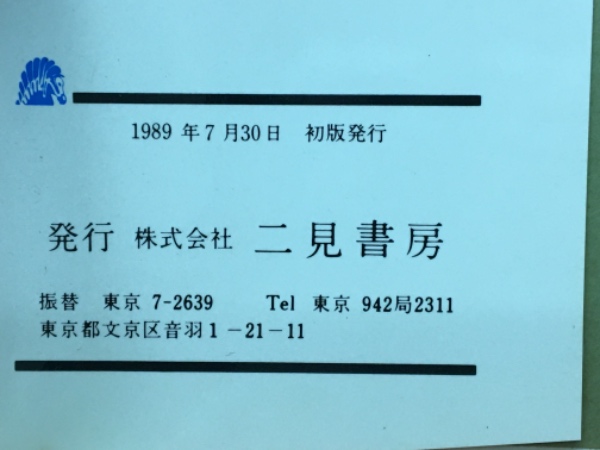 1989 年7月30日 初版発行
発行 株式会社 二見書房
振替 東京 7-2639 Tel 東京 942局2311
東京都文京区音羽1-21-11